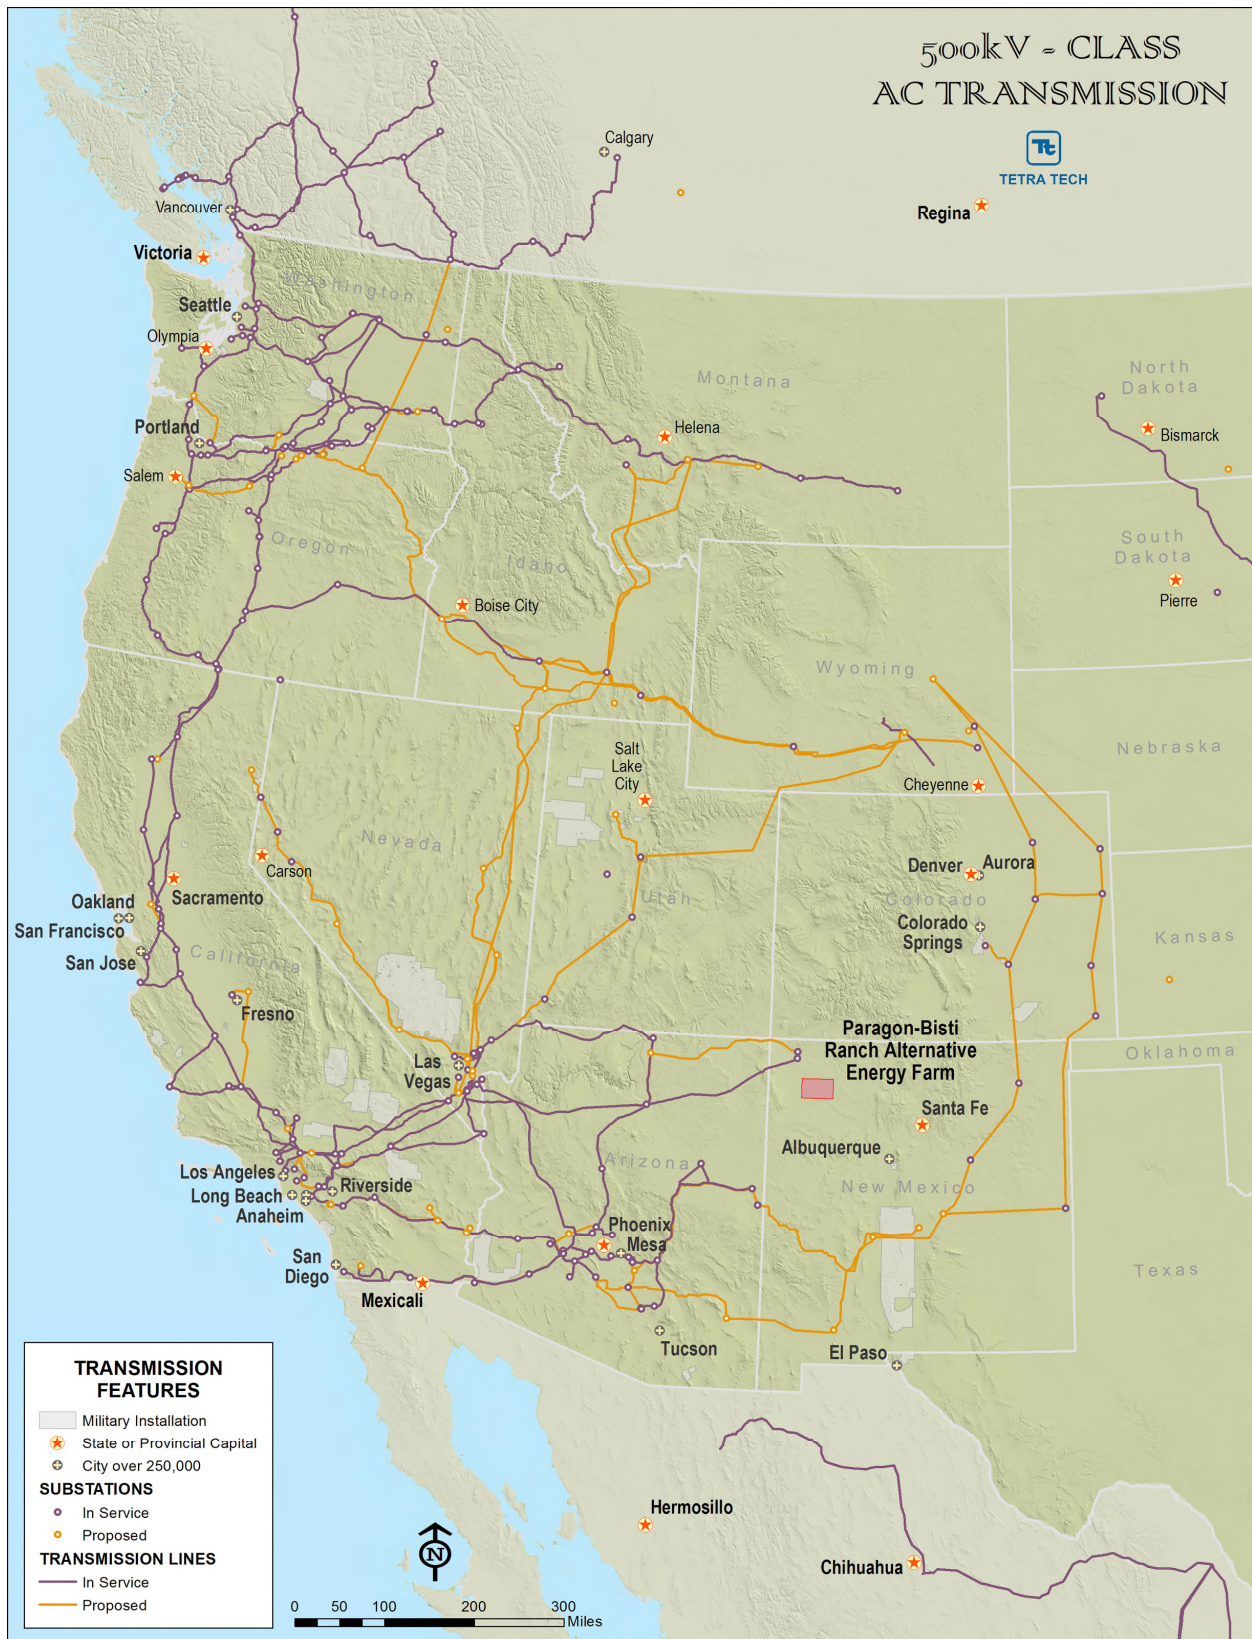 500kV - CLASS
AC TRANSMISSION
Tt
TETRA TECH
Calgary
Regina
Vancouver
Victoria
Washington
Seattle
Olympia
Montana
North
Dakota
Helena
Bismarck
Portland
Salem
Oregon
Idaho
South
Dakota
Boise City
Pierre
Wyoming
Salt
Lake
City
Nebraska
Cheyenne
Nevada
Carson
Denver
Aurora
Sacramento
Utah
Colorado
Oakland
San Francisco
San Jose
California
Colorado
Springs
Kansas
Fresno
Paragon-Bisti
Ranch Alternative
Energy Farm
Las
Vegas
Oklahoma
Santa Fe
Albuquerque
Arizona
New Mexico
Los Angeles
Long Beach
Anaheim
Riverside
Phoenix
Mesa
San
Diego
Mexicali
Texas
Tucson
El Paso
Hermosillo
Chihuahua
TRANSMISSION
FEATURES
Military Installation
State or Provincial Capital
City over 250,000
SUBSTATIONS
In Service
Proposed
TRANSMISSION LINES
In Service
Proposed
N
0 50 100 200 300
Miles